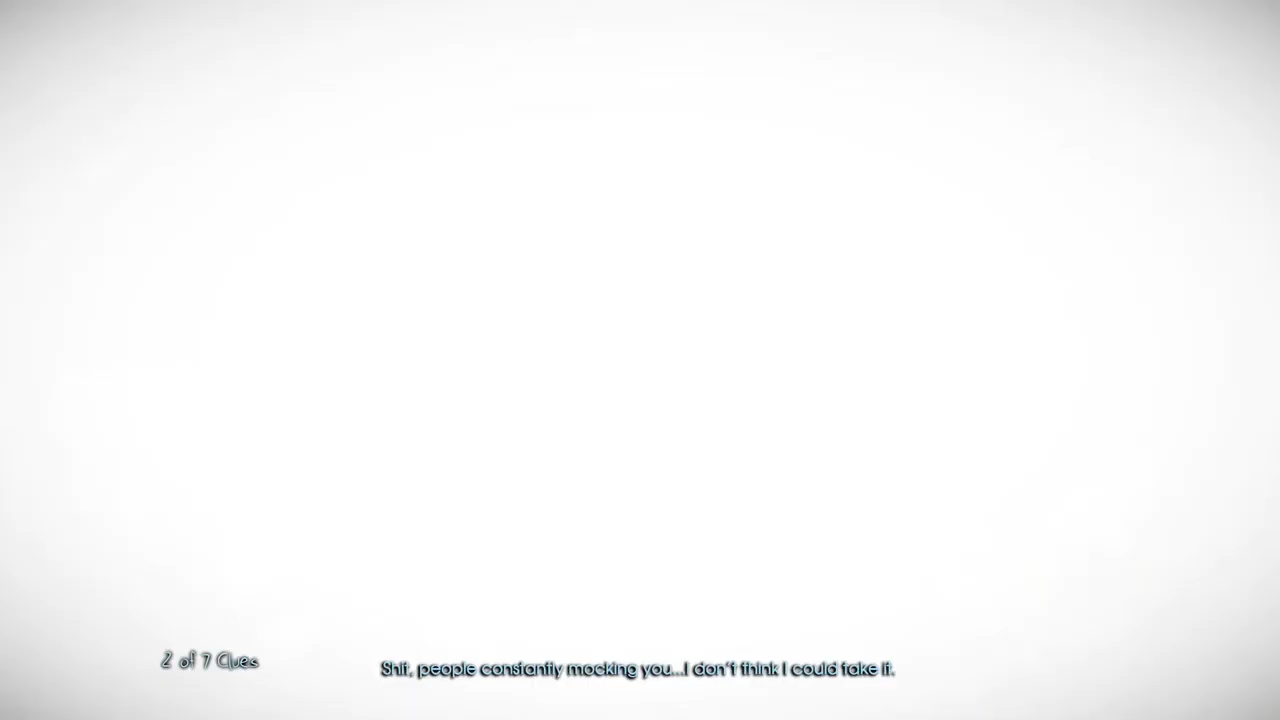 2 of 7 Clues
Shit, people constantly mocking you...I don't think I could take it.